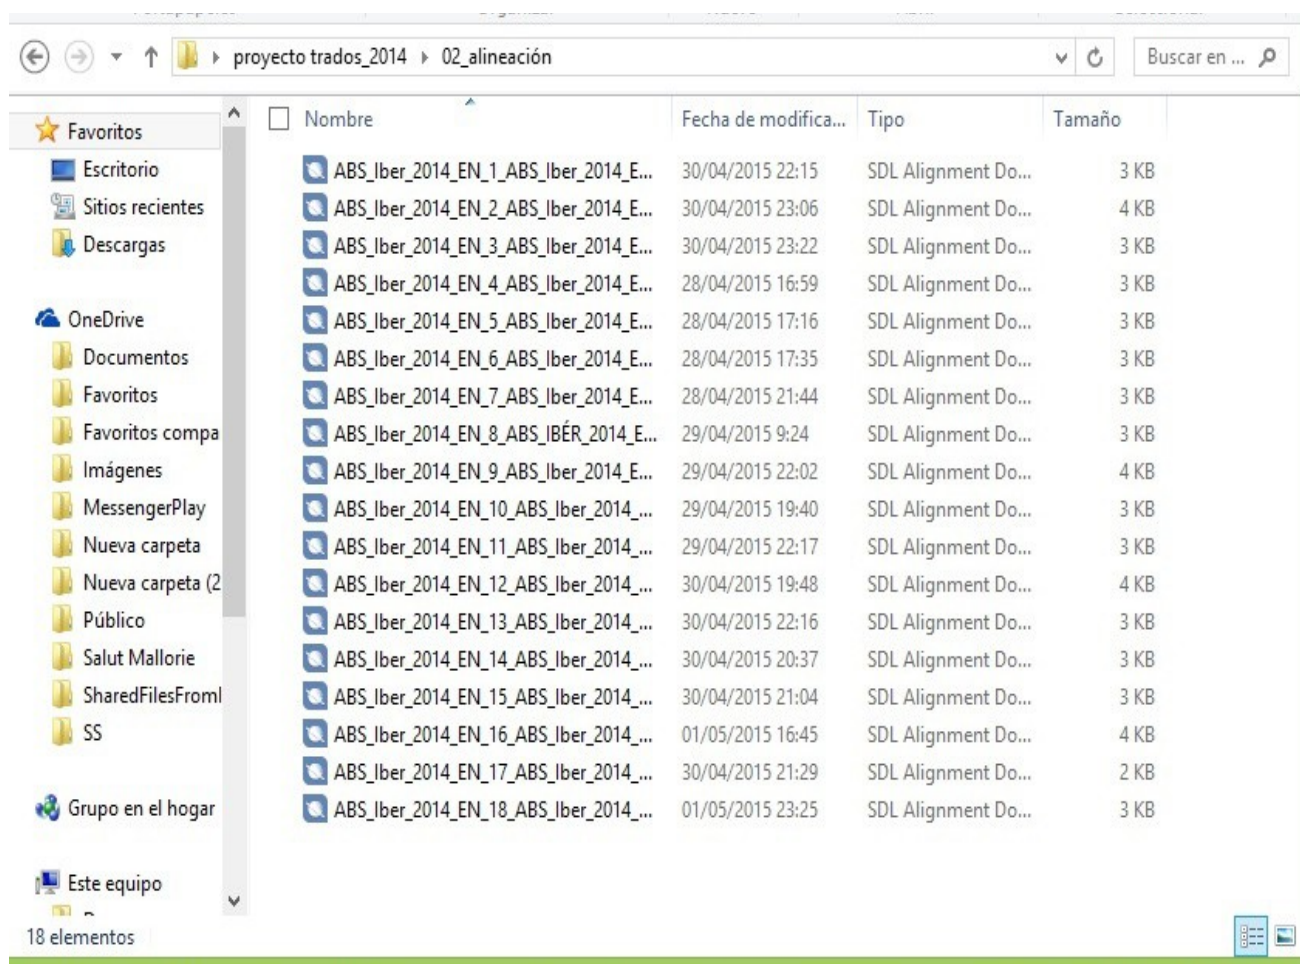 proyecto trados_2014 02_alineación Buscar en ...
Favoritos
Escritorio
Sitios recientes
Descargas
OneDrive
Documentos
Favoritos
Favoritos compa
Imágenes
MessengerPlay
Nueva carpeta
Nueva carpeta (2
Público
Salut Mallorie
SharedFilesFroml
SS
Grupo en el hogar
Este equipo
Nombre Fecha de modifica... Tipo Tamaño
ABS_Iber_2014_EN_1_ABS_Iber_2014_E... 30/04/2015 22:15 SDL Alignment Do... 3 KB
ABS_Iber_2014_EN_2_ABS_Iber_2014_E... 30/04/2015 23:06 SDL Alignment Do... 4 KB
ABS_Iber_2014_EN_3_ABS_Iber_2014_E... 30/04/2015 23:22 SDL Alignment Do... 3 KB
ABS_Iber_2014_EN_4_ABS_Iber_2014_E... 28/04/2015 16:59 SDL Alignment Do... 3 KB
ABS_Iber_2014_EN_5_ABS_Iber_2014_E... 28/04/2015 17:16 SDL Alignment Do... 3 KB
ABS_Iber_2014_EN_6_ABS_Iber_2014_E... 28/04/2015 17:35 SDL Alignment Do... 3 KB
ABS_Iber_2014_EN_7_ABS_Iber_2014_E... 28/04/2015 21:44 SDL Alignment Do... 3 KB
ABS_Iber_2014_EN_8_ABS_IBÉR_2014_E... 29/04/2015 9:24 SDL Alignment Do... 3 KB
ABS_Iber_2014_EN_9_ABS_Iber_2014_E... 29/04/2015 22:02 SDL Alignment Do... 4 KB
ABS_Iber_2014_EN_10_ABS_Iber_2014_... 29/04/2015 19:40 SDL Alignment Do... 3 KB
ABS_Iber_2014_EN_11_ABS_Iber_2014_... 29/04/2015 22:17 SDL Alignment Do... 3 KB
ABS_Iber_2014_EN_12_ABS_Iber_2014_... 30/04/2015 19:48 SDL Alignment Do... 4 KB
ABS_Iber_2014_EN_13_ABS_Iber_2014_... 30/04/2015 22:16 SDL Alignment Do... 3 KB
ABS_Iber_2014_EN_14_ABS_Iber_2014_... 30/04/2015 20:37 SDL Alignment Do... 3 KB
ABS_Iber_2014_EN_15_ABS_Iber_2014_... 30/04/2015 21:04 SDL Alignment Do... 3 KB
ABS_Iber_2014_EN_16_ABS_Iber_2014_... 01/05/2015 16:45 SDL Alignment Do... 4 KB
ABS_Iber_2014_EN_17_ABS_Iber_2014_... 30/04/2015 21:29 SDL Alignment Do... 2 KB
ABS_Iber_2014_EN_18_ABS_Iber_2014_... 01/05/2015 23:25 SDL Alignment Do... 3 KB
18 elementos